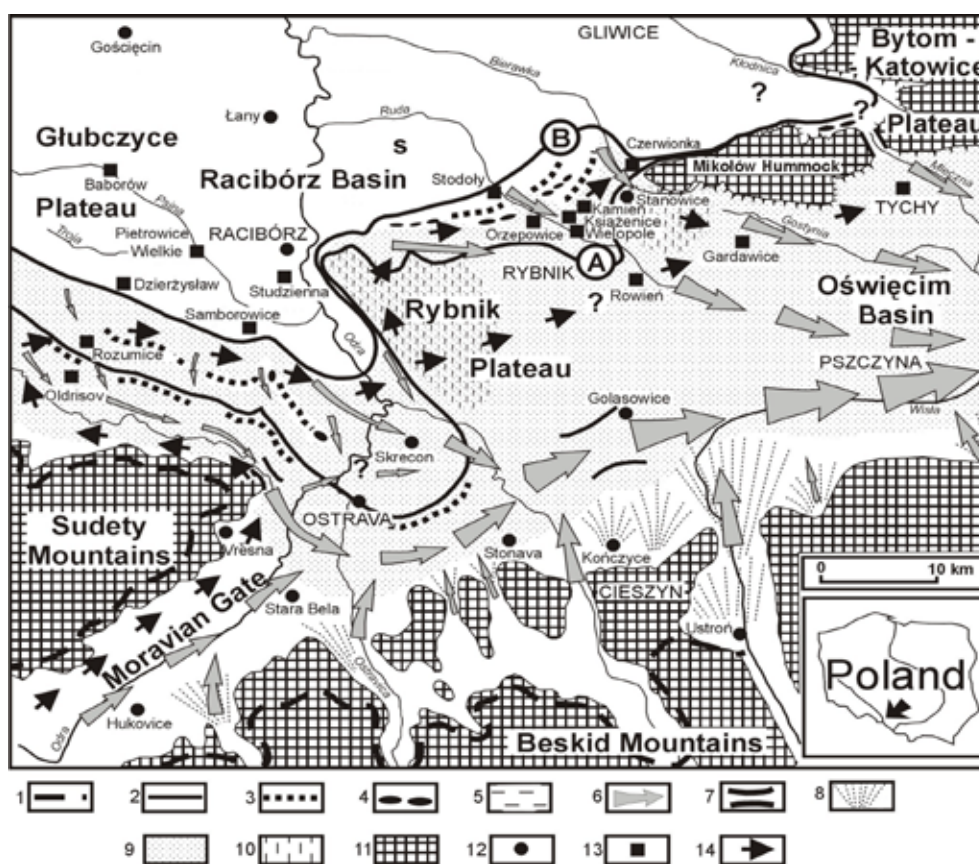 Gościęcin
GLIWICE
Bytom -
Katowice
Plateau
Bierawka
Kłodnica
?
?
Łany
Ruda
S
B
Głubczyce
Plateau
Baborów
Psina
Troja
Racibórz Basin
Czerwionka
Mikołów Hummock
Stodoły
Kamień
Książenice
Wielopole
Stanowice
Orzepowice
TYCHY
Gostynia
Gardawice
Pietrowice
Wielkie
RACIBÓRZ
Studzienna
Dzierżysław
Samborowice
Odra
RYBNIK
A
Rowień
?
Rybnik
Plateau
Oświęcim
Basin
PSZCZYNA
Wisła
Rozumice
Oldrisov
Golasowice
Skrecon
?
OSTRAVA
Sudety
Mountains
Vresna
Moravian Gate
Stonava
Kończyce
CIESZYN
Stara Bela
Ustroń
Ostravica
Hukovice
Odra
Beskid Mountains
0 10 km
Poland
1 2 3 4 5 6 7 8
9 10 11 12 13 14